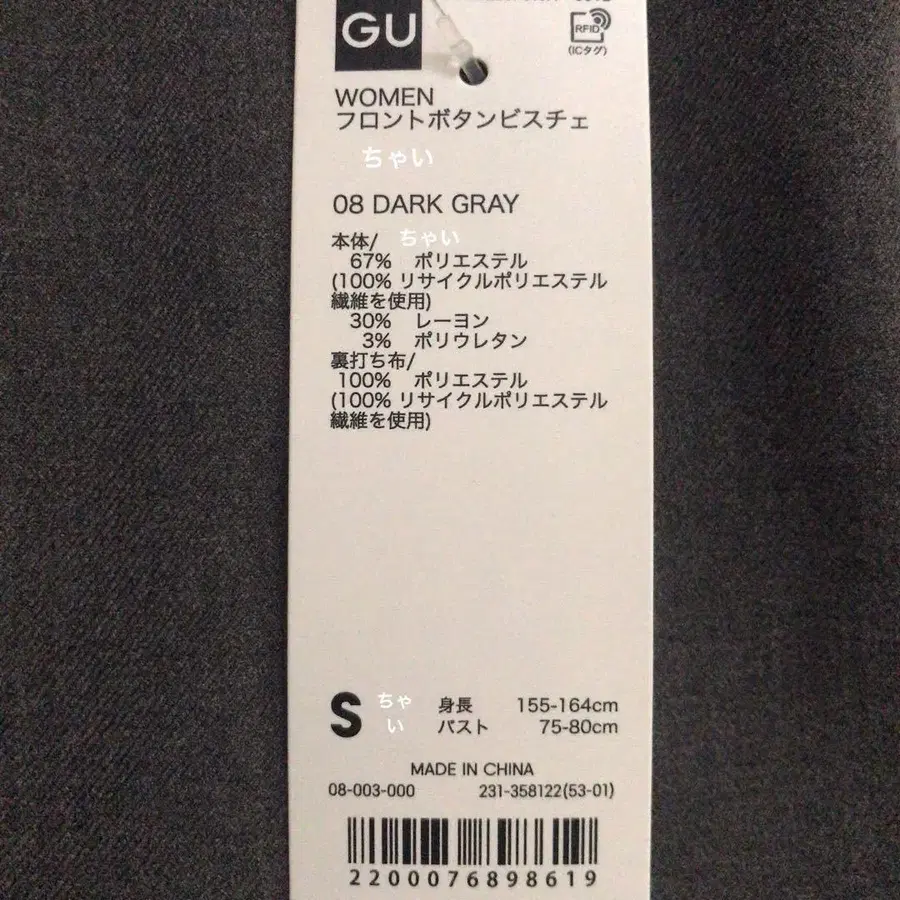 GU
RFID
(ICタグ)
WOMEN
フロントボタンビスチェ
ちゃい
08 DARK GRAY
本体/ ちゃい
67% ポリエステル
(100% リサイクルポリエステル
繊維を使用)
30% レーヨン
3% ポリウレタン
裏打ち布/
100% ポリエステル
(100% リサイクルポリエステル
繊維を使用)
S ちゃ
い
身長 155-164cm
バスト 75-80cm
MADE IN CHINA
08-003-000 231-358122(53-01)
2200076898619